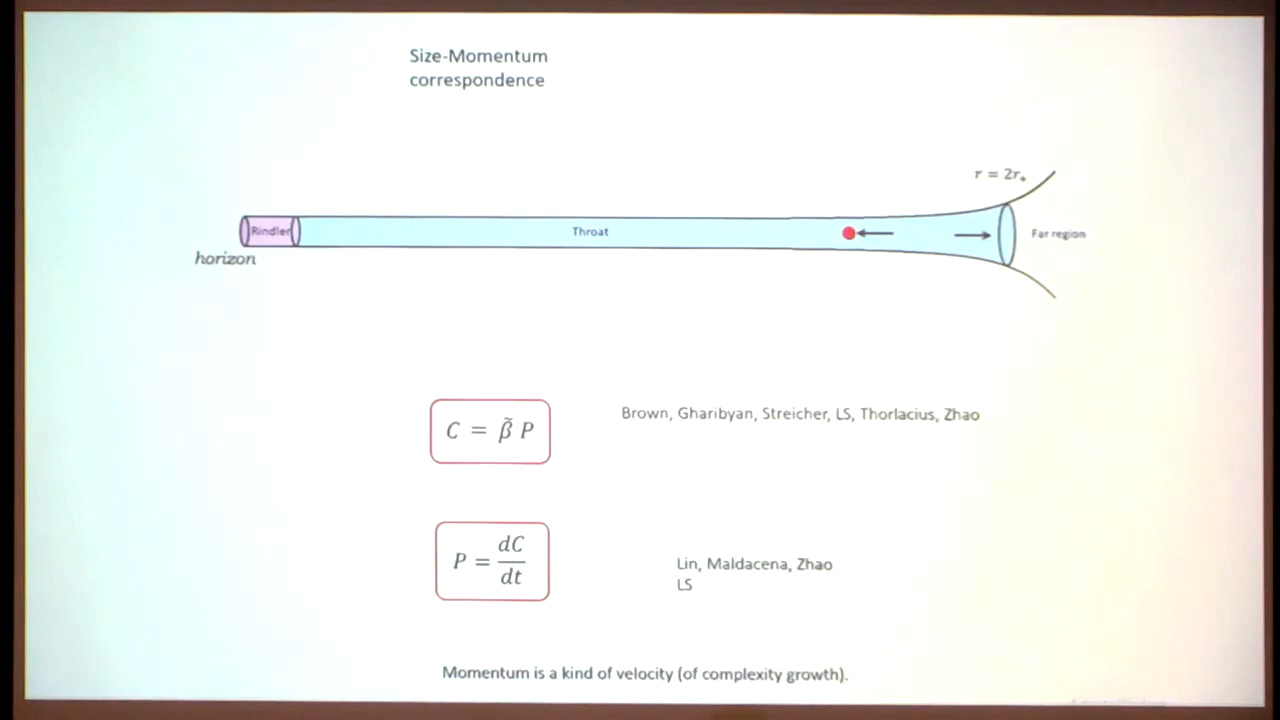 Size-Momentum
correspondence
r = 2r₊
Rindler
Throat
Far region
horizon
C = β̃ P
Brown, Gharibyan, Streicher, LS, Thorlacius, Zhao
P = dC/dt
Lin, Maldacena, Zhao
LS
Momentum is a kind of velocity (of complexity growth).